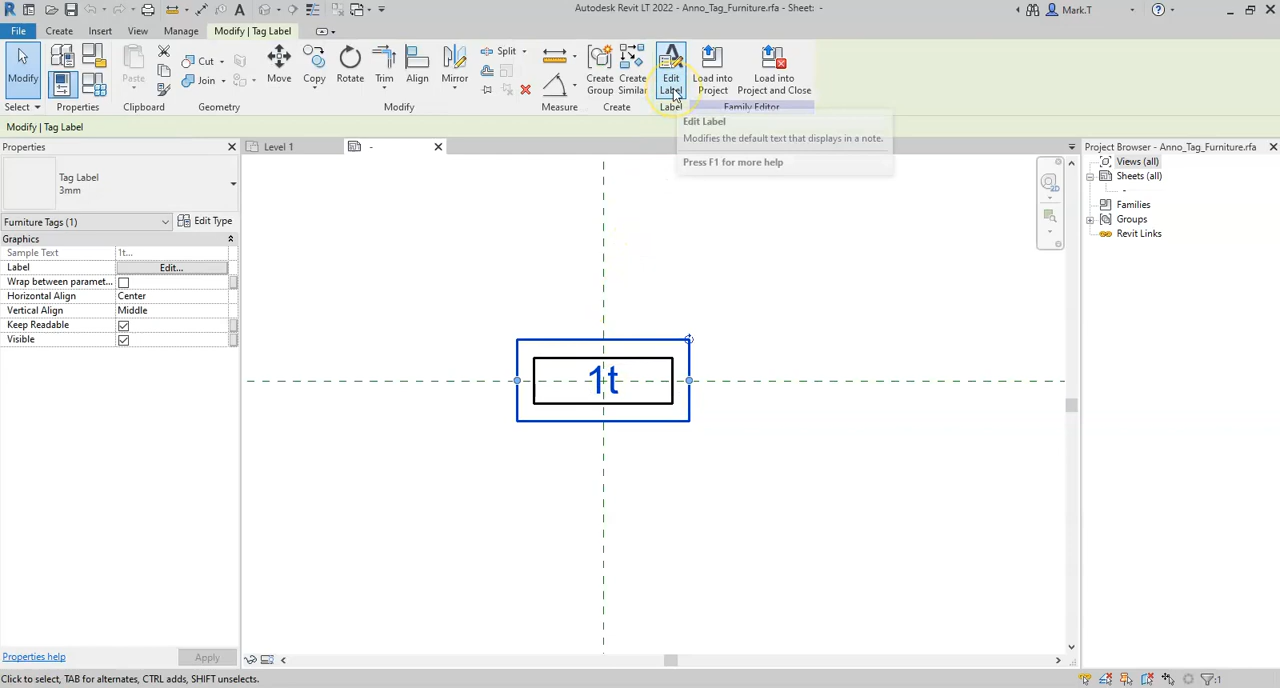 Autodesk Revit LT 2022 - Anno_Tag_Furniture.rfa - Sheet: -
Mark.T
File Create Insert View Manage Modify | Tag Label
Modify
Paste
Cut
Join
Move
Copy
Rotate
Trim
Align
Mirror
Split
Create Group
Create Similar
Edit Label
Load into Project
Load into Project and Close
Select Properties Clipboard Geometry Modify Measure Create Label Family Editor
Modify | Tag Label
Edit Label
Modifies the default text that displays in a note.
Press F1 for more help
Properties
Level 1
-
Project Browser - Anno_Tag_Furniture.rfa
Tag Label
3mm
Furniture Tags (1)
Edit Type
Graphics
Sample Text 1t...
Label Edit...
Wrap between paramet...
Horizontal Align Center
Vertical Align Middle
Keep Readable
Visible
Views (all)
Sheets (all)
-
Families
Groups
Revit Links
2D
1t
Properties help
Apply
Click to select, TAB for alternates, CTRL adds, SHIFT unselects.
:1